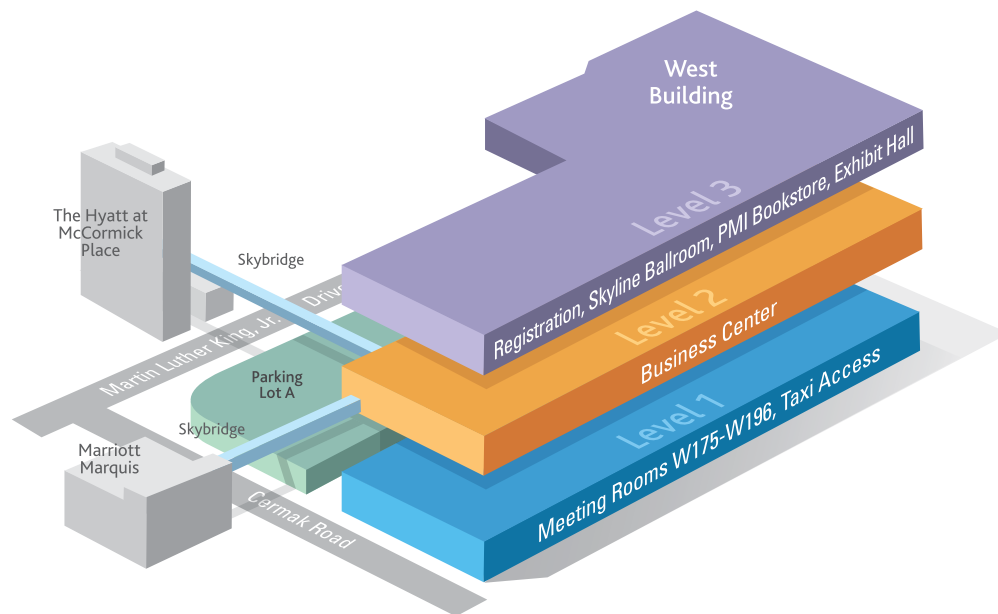 West
Building
Level 3
Registration, Skyline Ballroom, PMI Bookstore, Exhibit Hall
The Hyatt at
McCormick
Place
Skybridge
Martin Luther King, Jr. Drive
Level 2
Business Center
Parking
Lot A
Skybridge
Level 1
Meeting Rooms W175-W196, Taxi Access
Marriott
Marquis
Cermak Road